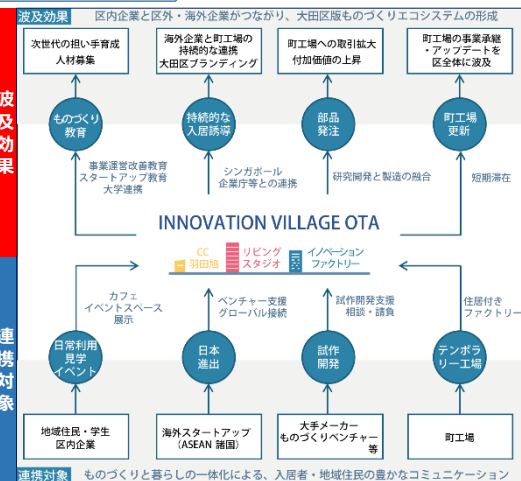 波及効果 区内企業と区外・海外企業がつながり、大田区版ものづくりエコシステムの形成
次世代の担い手育成
人材募集
海外企業と町工場の
持続的な連携
大田区ブランディング
町工場への取引拡大
付加価値の上昇
町工場の事業承継
・アップデートを
区全体に波及
波及効果
ものづくり
教育
持続的な
入居誘導
部品
発注
町工場
更新
事業運営改善教育
スタートアップ教育
大学連携
シンガポール
企業庁等との連携
研究開発と製造の融合
短期滞在
INNOVATION VILLAGE OTA
CC
羽田旭
リビング
スタジオ
イノベーション
ファクトリー
連携対象
カフェ
イベントスペース
展示
ベンチャー支援
グローバル接続
試作開発支援
相談・請負
住居付き
ファクトリー
日常利用
見学
イベント
日本
進出
試作
開発
テンポラ
リー工場
地域住民・学生
区内企業
海外スタートアップ
(ASEAN 諸国)
大手メーカー
ものづくりベンチャー
等
町工場
連携対象 ものづくりと暮らしの一体化による、入居者・地域住民の豊かなコミュニケーション